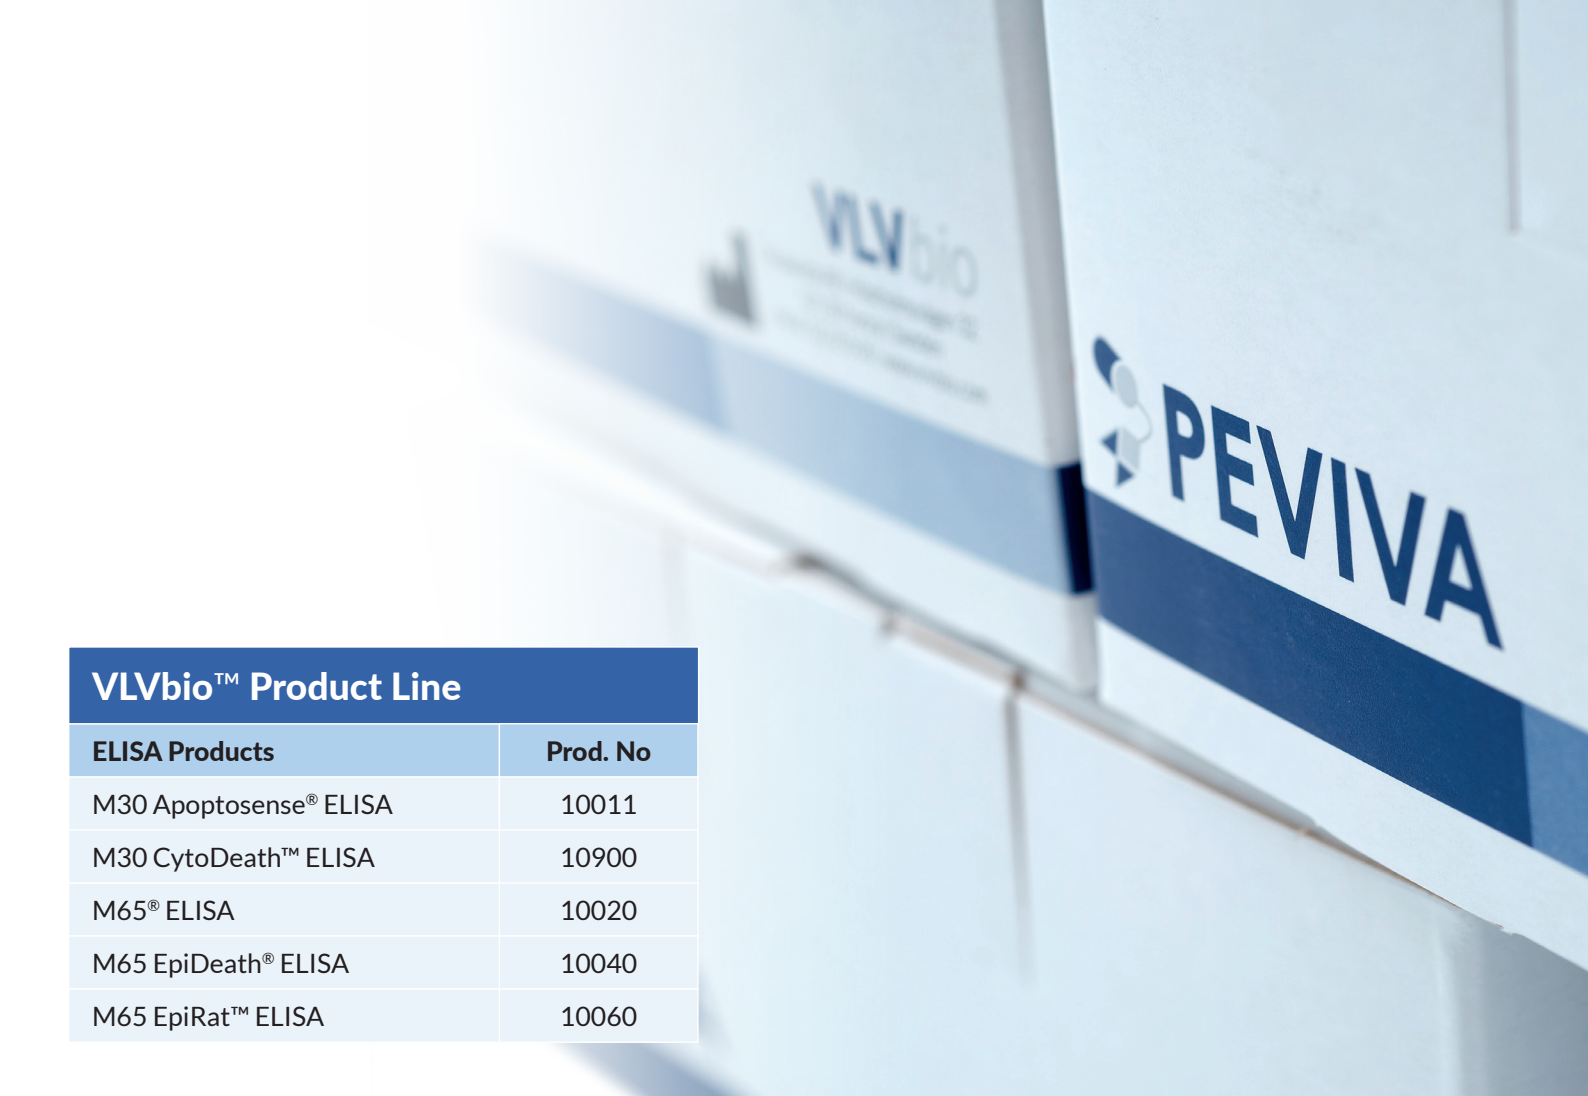 VLVbio
PEVIVA
VLVbio™ Product Line
ELISA Products Prod. No
M30 Apoptosense® ELISA 10011
M30 CytoDeath™ ELISA 10900
M65® ELISA 10020
M65 EpiDeath® ELISA 10040
M65 EpiRat™ ELISA 10060